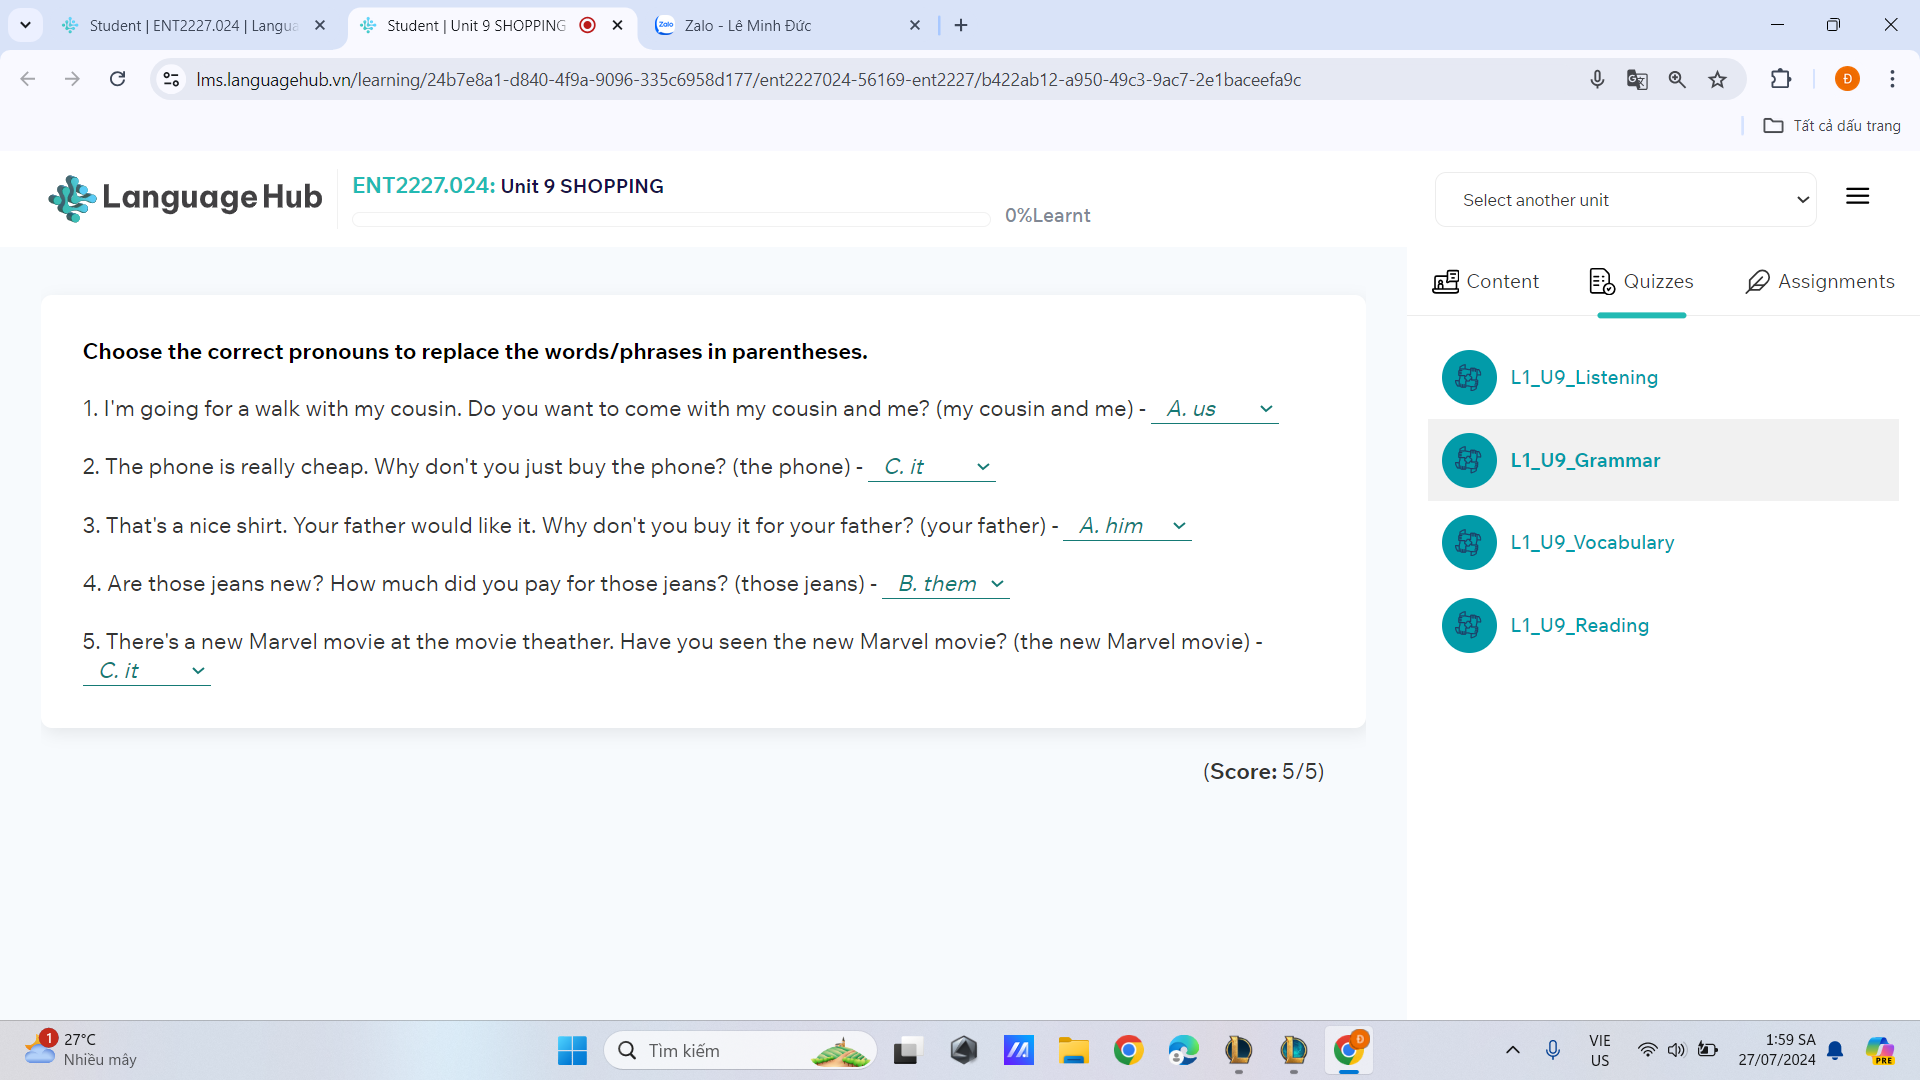 Student | ENT2227.024 | Langua
Student | Unit 9 SHOPPING
Zalo - Lê Minh Đức
lms.languagehub.vn/learning/24b7e8a1-d840-4f9a-9096-335c6958d177/ent2227024-56169-ent2227/b422ab12-a950-49c3-9ac7-2e1baceefa9c
Đ
Tất cả dấu trang
Language Hub
ENT2227.024: Unit 9 SHOPPING
0%Learnt
Select another unit
Content
Quizzes
Assignments
Choose the correct pronouns to replace the words/phrases in parentheses.
1. I'm going for a walk with my cousin. Do you want to come with my cousin and me? (my cousin and me) - A. us
2. The phone is really cheap. Why don't you just buy the phone? (the phone) - C. it
3. That's a nice shirt. Your father would like it. Why don't you buy it for your father? (your father) - A. him
4. Are those jeans new? How much did you pay for those jeans? (those jeans) - B. them
5. There's a new Marvel movie at the movie theather. Have you seen the new Marvel movie? (the new Marvel movie) -
C. it
(Score: 5/5)
L1_U9_Listening
L1_U9_Grammar
L1_U9_Vocabulary
L1_U9_Reading
1
27°C
Nhiều mây
Tìm kiếm
Đ
VIE
US
1:59 SA
27/07/2024
PRE